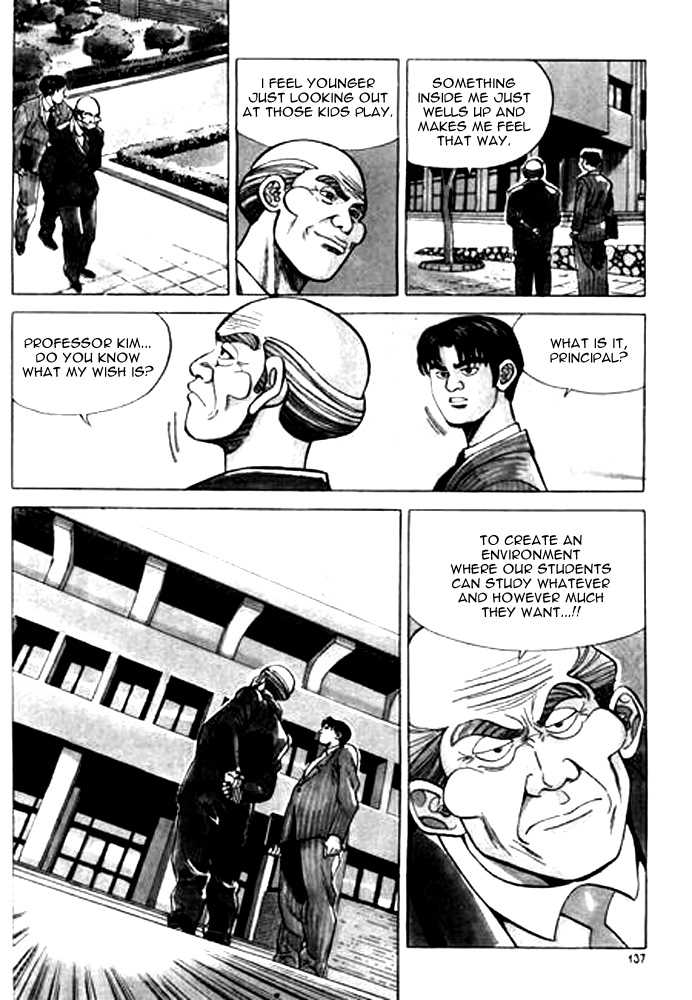 I FEEL YOUNGER
JUST LOOKING OUT
AT THOSE KIDS PLAY.
SOMETHING
INSIDE ME JUST
WELLS UP AND
MAKES ME FEEL
THAT WAY.
PROFESSOR KIM...
DO YOU KNOW
WHAT MY WISH IS?
WHAT IS IT,
PRINCIPAL?
TO CREATE AN
ENVIRONMENT
WHERE OUR STUDENTS
CAN STUDY WHATEVER
AND HOWEVER MUCH
THEY WANT...!!
137